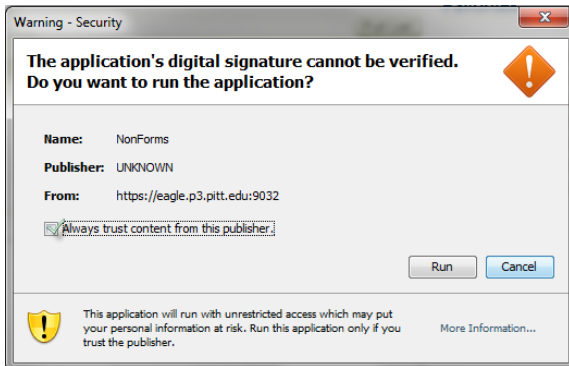 Warning - Security
The application's digital signature cannot be verified.
Do you want to run the application?
Name: NonForms
Publisher: UNKNOWN
From: https://eagle.p3.pitt.edu:9032
Always trust content from this publisher.
Run Cancel
This application will run with unrestricted access which may put
your personal information at risk. Run this application only if you
trust the publisher.
More Information...